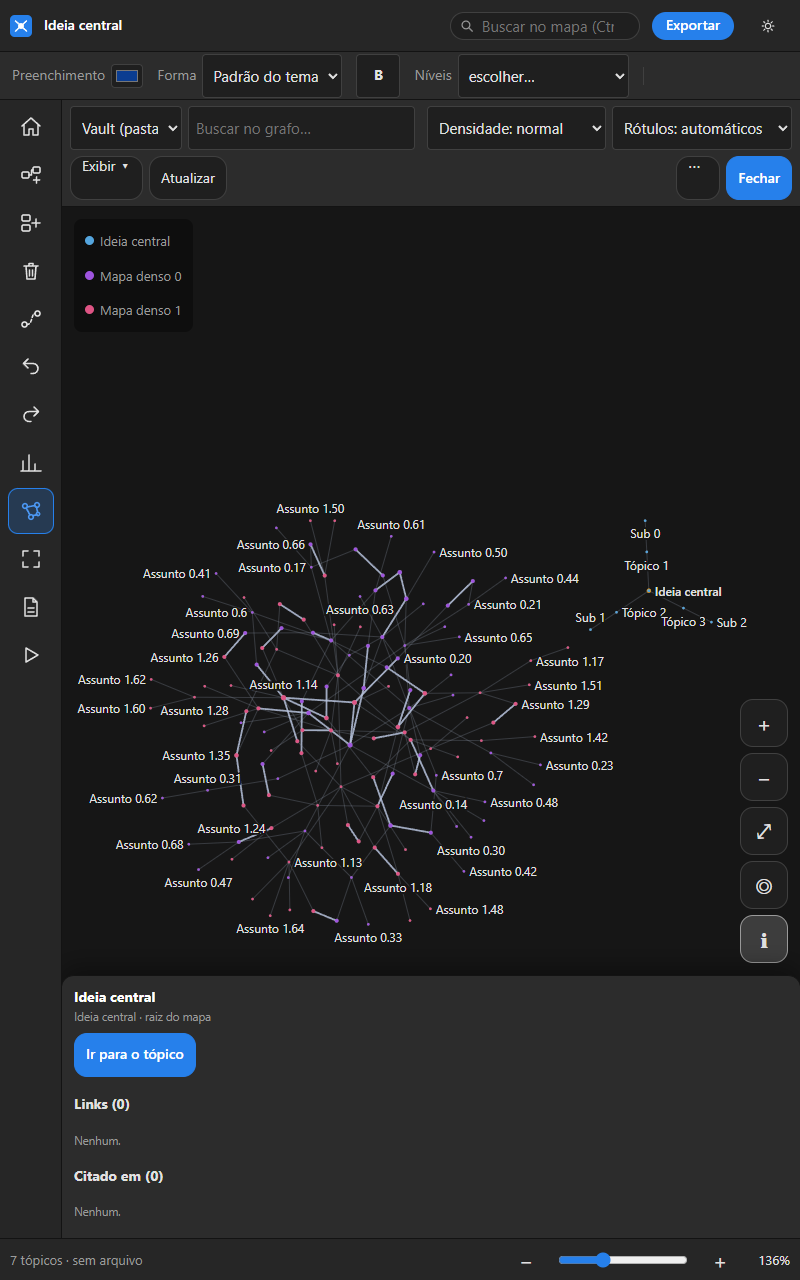 Ideia central
Buscar no mapa (Ctr
Exportar
Preenchimento
Forma
Padrão do tema
B
Níveis
escolher...
Vault (pasta
Buscar no grafo...
Densidade: normal
Rótulos: automáticos
Exibir ▾
Atualizar
...
Fechar
Ideia central
Mapa denso 0
Mapa denso 1
Assunto 1.50
Assunto 0.61
Assunto 0.66
Assunto 0.50
Assunto 0.17
Assunto 0.41
Assunto 0.44
Assunto 0.6
Assunto 0.63
Assunto 0.21
Assunto 0.69
Assunto 0.65
Assunto 1.26
Assunto 0.20
Assunto 1.17
Assunto 1.62
Assunto 1.14
Assunto 1.51
Assunto 1.60
Assunto 1.28
Assunto 1.29
Assunto 1.42
Assunto 1.35
Assunto 0.23
Assunto 0.31
Assunto 0.7
Assunto 0.62
Assunto 0.14
Assunto 0.48
Assunto 1.24
Assunto 0.68
Assunto 0.30
Assunto 1.13
Assunto 0.42
Assunto 0.47
Assunto 1.18
Assunto 1.48
Assunto 1.64
Assunto 0.33
Sub 0
Tópico 1
Ideia central
Sub 1
Tópico 2
Tópico 3
Sub 2
+
−
i
Ideia central
Ideia central · raiz do mapa
Ir para o tópico
Links (0)
Nenhum.
Citado em (0)
Nenhum.
7 tópicos · sem arquivo
−
+
136%